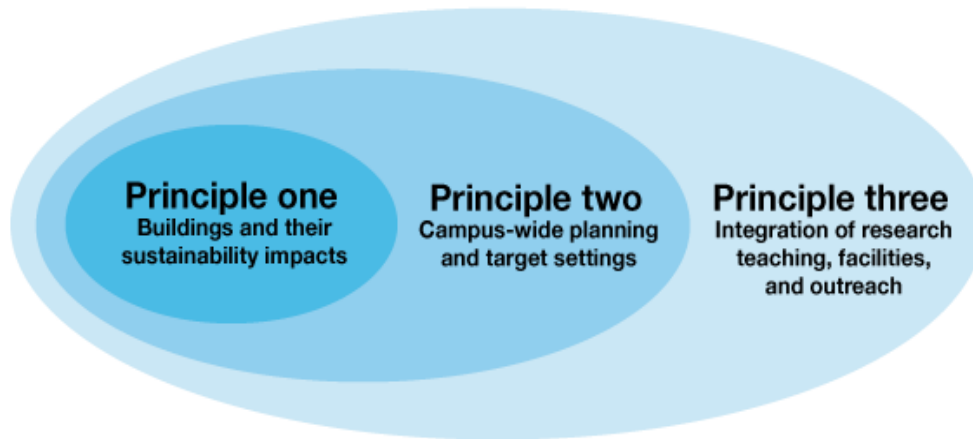 Principle one
Buildings and their
sustainability impacts
Principle two
Campus-wide planning
and target settings
Principle three
Integration of research
teaching, facilities,
and outreach